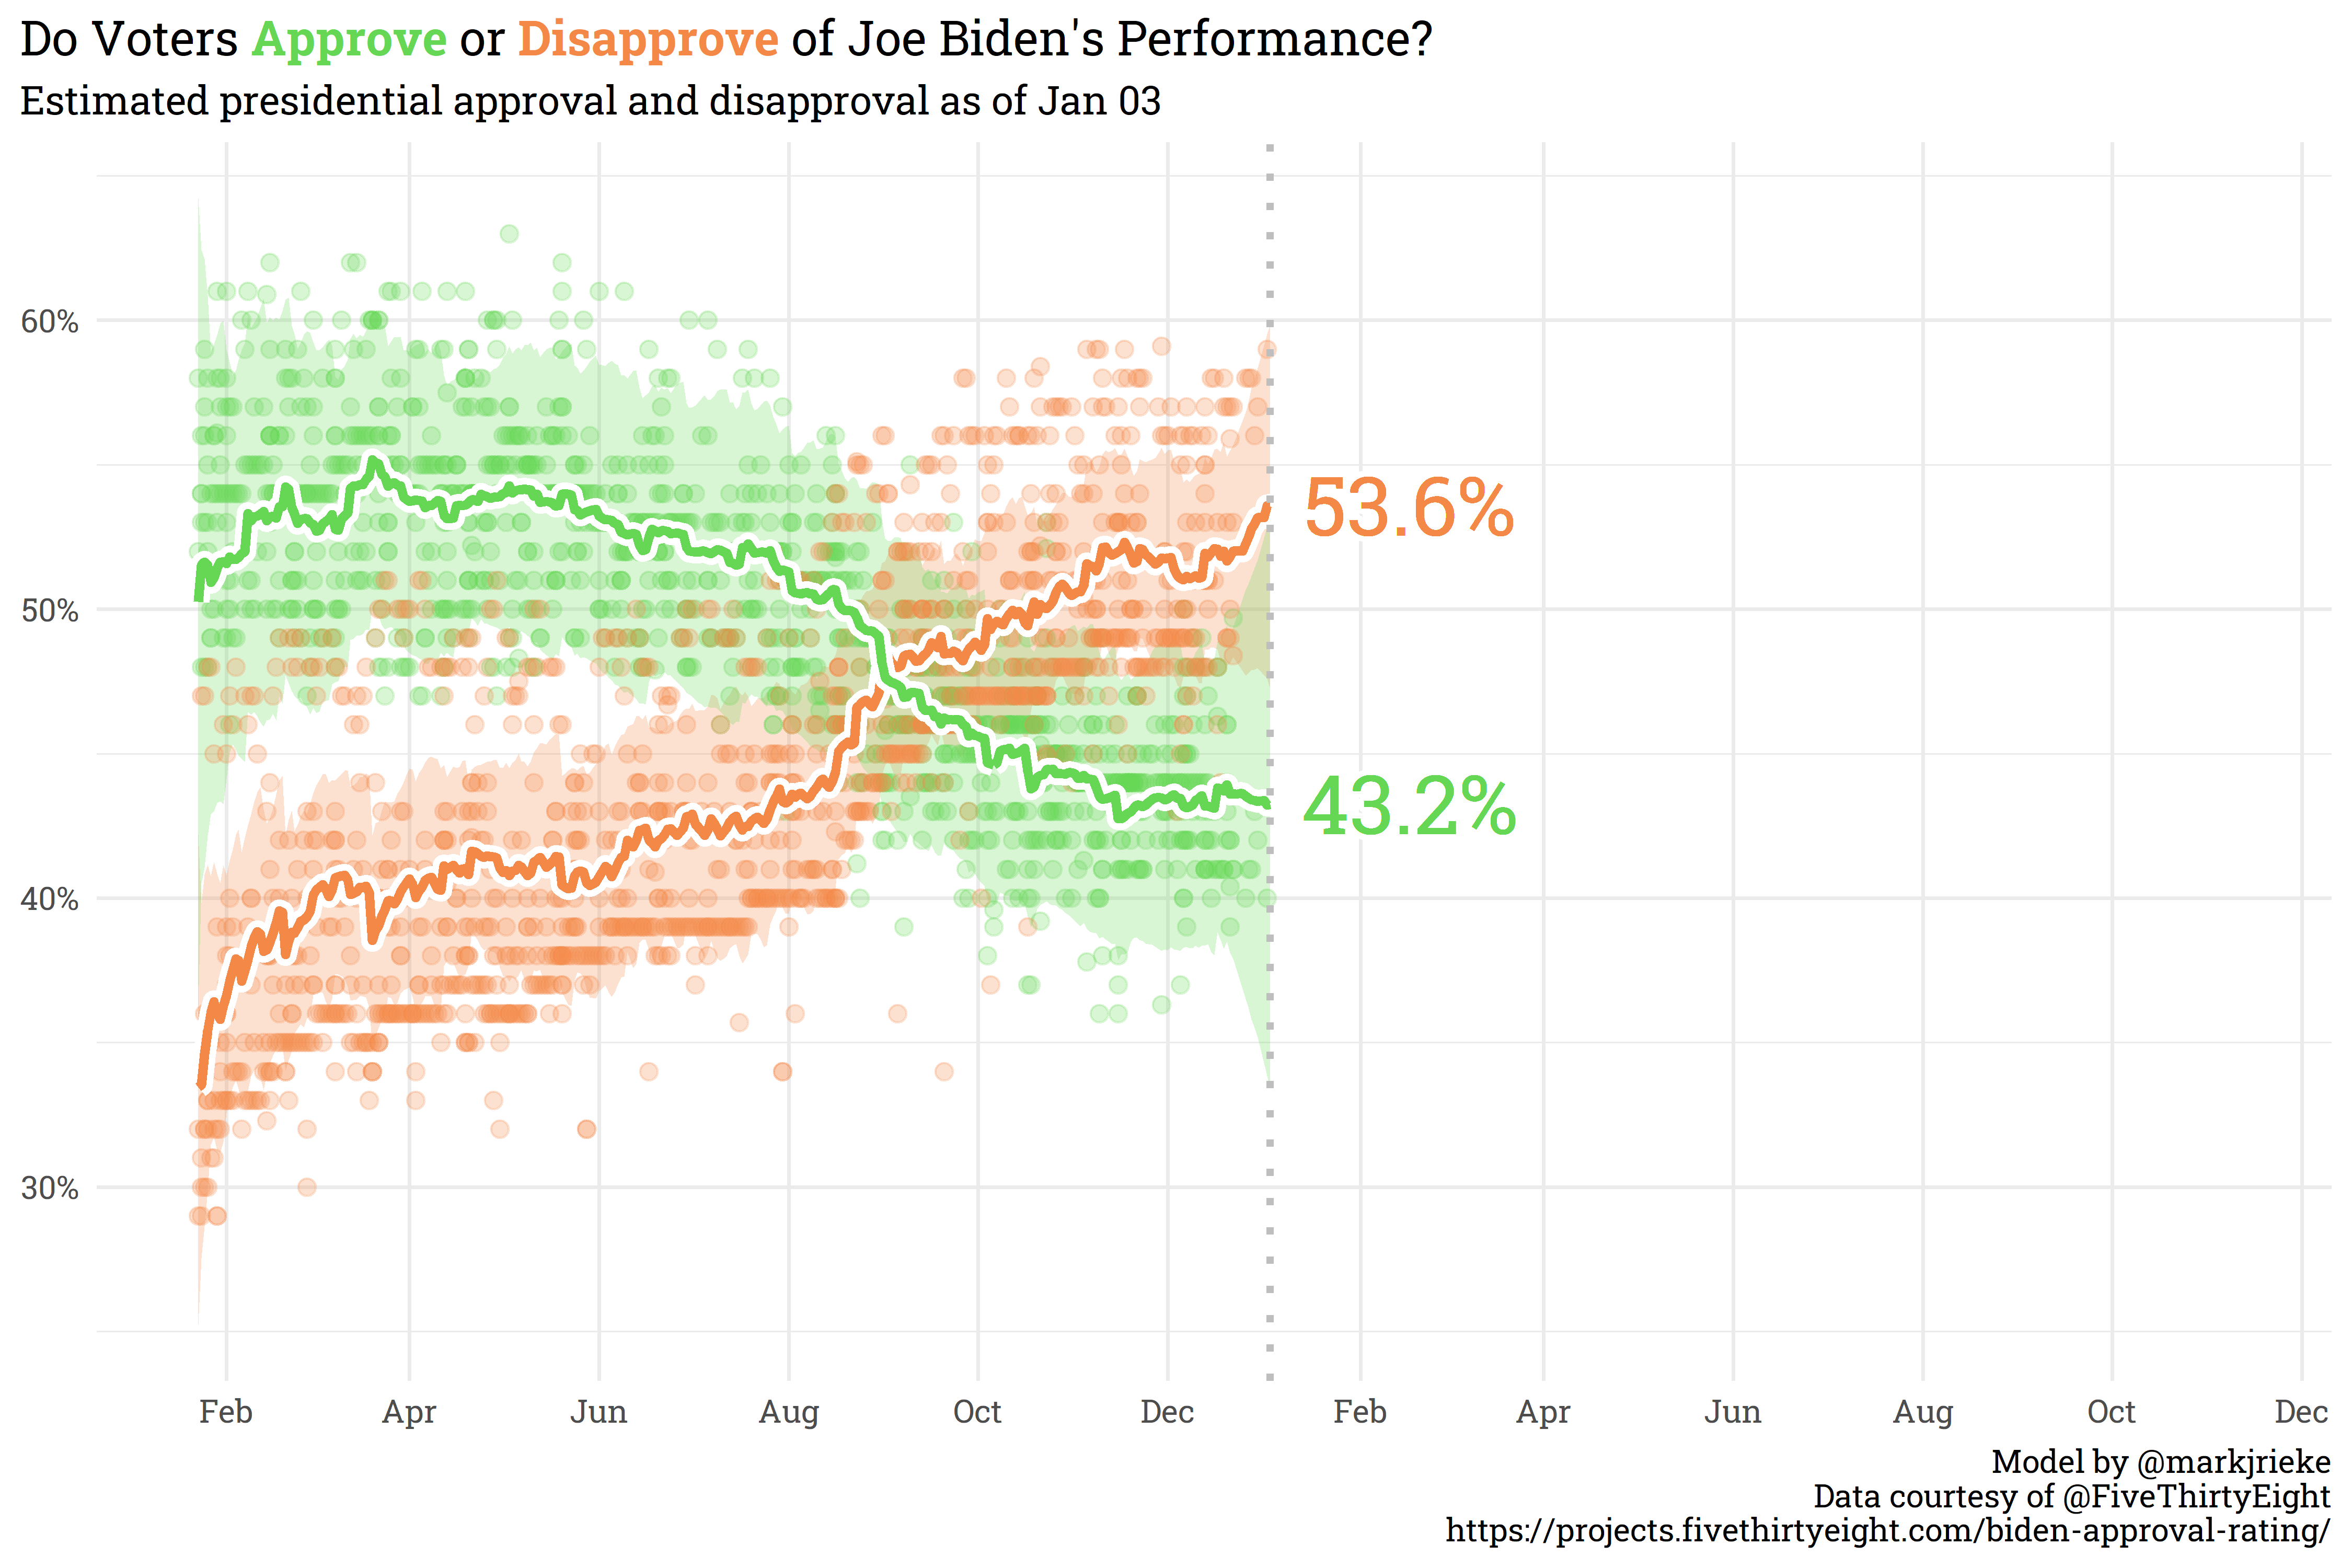 Do Voters Approve or Disapprove of Joe Biden's Performance?
Estimated presidential approval and disapproval as of Jan 03
60%
53.6%
50%
43.2%
40%
30%
Feb Apr Jun Aug Oct Dec Feb Apr Jun Aug Oct Dec
Model by @markjrieke
Data courtesy of @FiveThirtyEight
https://projects.fivethirtyeight.com/biden-approval-rating/